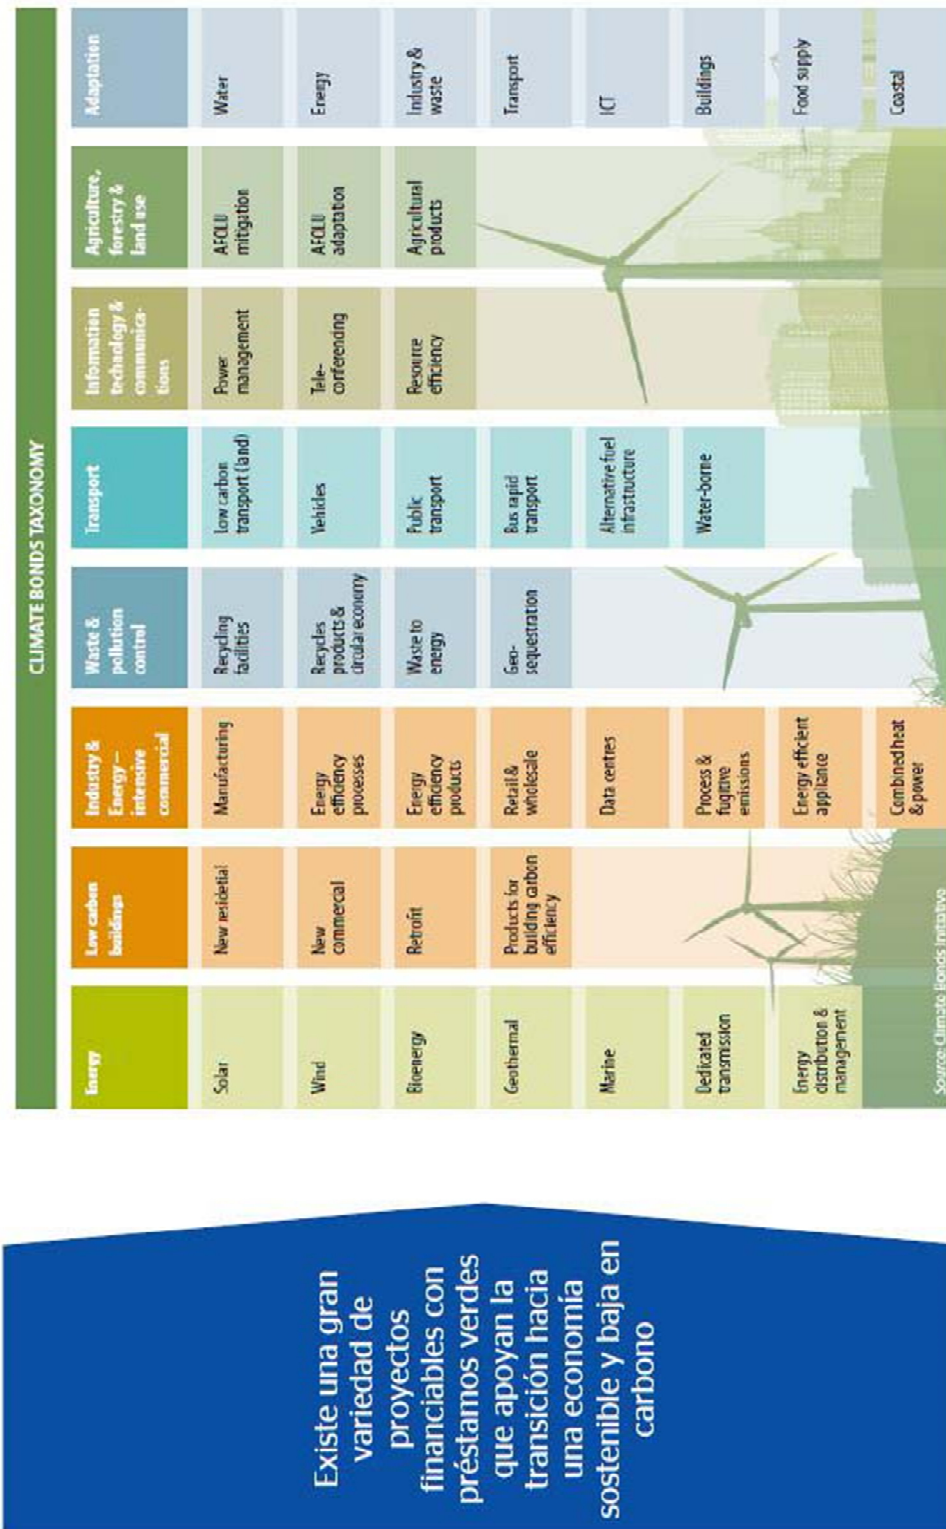 Existe una gran
variedad de
proyectos
financiables con
préstamos verdes
que apoyan la
transición hacia
una economía
sostenible y baja en
carbono
CLIMATE BONDS TAXONOMY
Energy
Solar
Wind
Bioenergy
Geothermal
Marine
Dedicated
transmission
Energy
distribution &
management
Low carbon
buildings
New residetial
New
commercial
Retrofit
Products for
building carbon
efficiency
Industry &
Energy –
intensive
commercial
Manufacturing
Energy
efficiency
processes
Energy
efficiency
products
Retail &
wholesale
Data centres
Process &
fugitive
emissions
Energy efficient
appliance
Combined heat
& power
Waste &
pollution
control
Recycling
facilities
Recycles
products &
circular economy
Waste to
energy
Geo-
sequestration
Transport
Low carbon
transport (land)
Vehicles
Public
transport
Bus rapid
transport
Alternative fuel
infrastructure
Water-borne
Information
technology &
communica-
tions
Power
management
Tele-
conferencing
Resource
efficiency
Agriculture,
forestry &
land use
AFOLU
mitigation
AFOLU
adaptation
Agricultural
products
Adaptation
Water
Energy
Industry &
waste
Transport
ICT
Buildings
Food supply
Coastal
Source: Climate Bonds Initiative